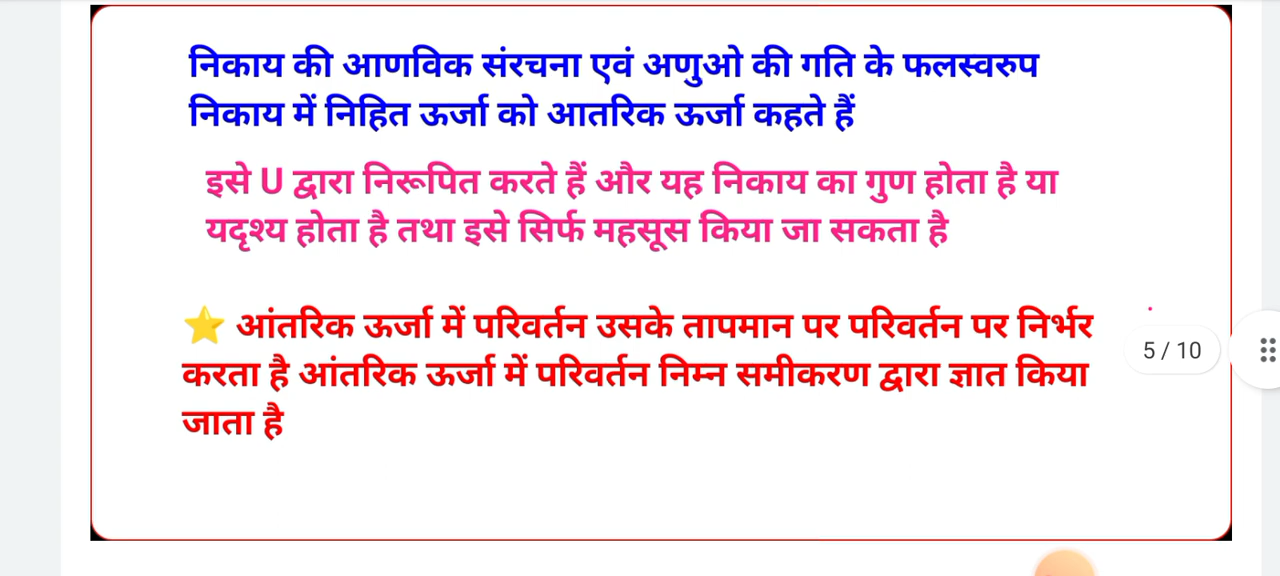 निकाय की आणविक संरचना एवं अणुओ की गति के फलस्वरुप
निकाय में निहित ऊर्जा को आतरिक ऊर्जा कहते हैं
इसे U द्वारा निरूपित करते हैं और यह निकाय का गुण होता है या
यदृश्य होता है तथा इसे सिर्फ महसूस किया जा सकता है
⭐ आंतरिक ऊर्जा में परिवर्तन उसके तापमान पर परिवर्तन पर निर्भर
करता है आंतरिक ऊर्जा में परिवर्तन निम्न समीकरण द्वारा ज्ञात किया
जाता है
5 / 10